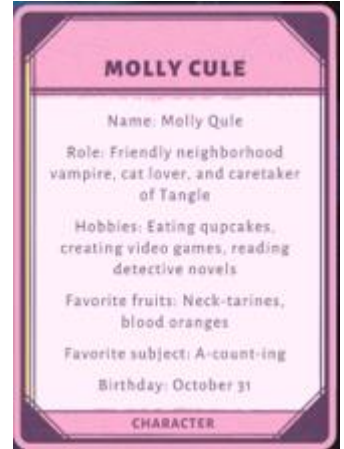 MOLLY CULE
Name: Molly Qule
Role: Friendly neighborhood
vampire, cat lover, and caretaker
of Tangle
Hobbies: Eating qupcakes,
creating video games, reading
detective novels
Favorite fruits: Neck-tarines,
blood oranges
Favorite subject: A-count-ing
Birthday: October 31
CHARACTER